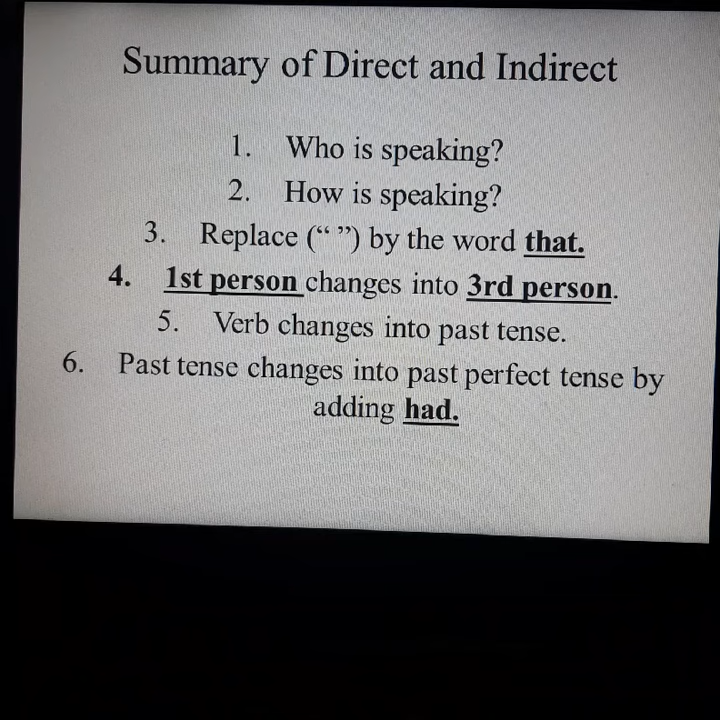 Summary of Direct and Indirect
1. Who is speaking?
2. How is speaking?
3. Replace (“ ”) by the word that.
4. 1st person changes into 3rd person.
5. Verb changes into past tense.
6. Past tense changes into past perfect tense by
adding had.